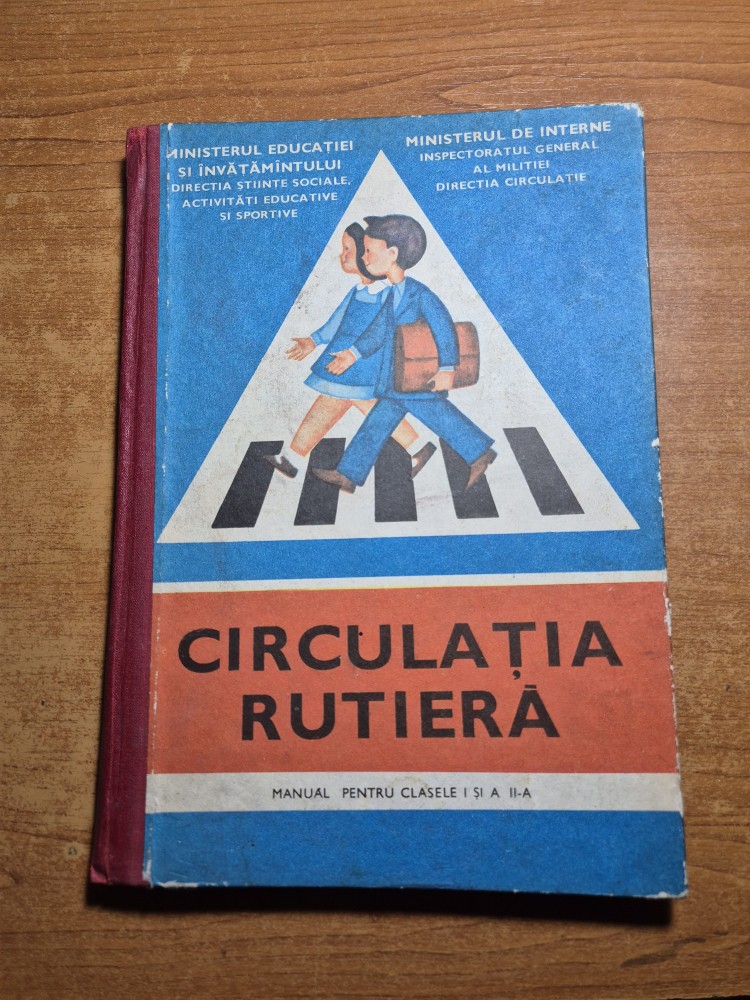 MINISTERUL EDUCAȚIEI
ȘI ÎNVĂȚĂMÎNTULUI
DIRECȚIA ȘTIINȚE SOCIALE,
ACTIVITĂȚI EDUCATIVE
ȘI SPORTIVE
MINISTERUL DE INTERNE
INSPECTORATUL GENERAL
AL MILIȚIEI
DIRECȚIA CIRCULAȚIE
CIRCULAȚIA
RUTIERĂ
MANUAL PENTRU CLASELE I ȘI A II-A